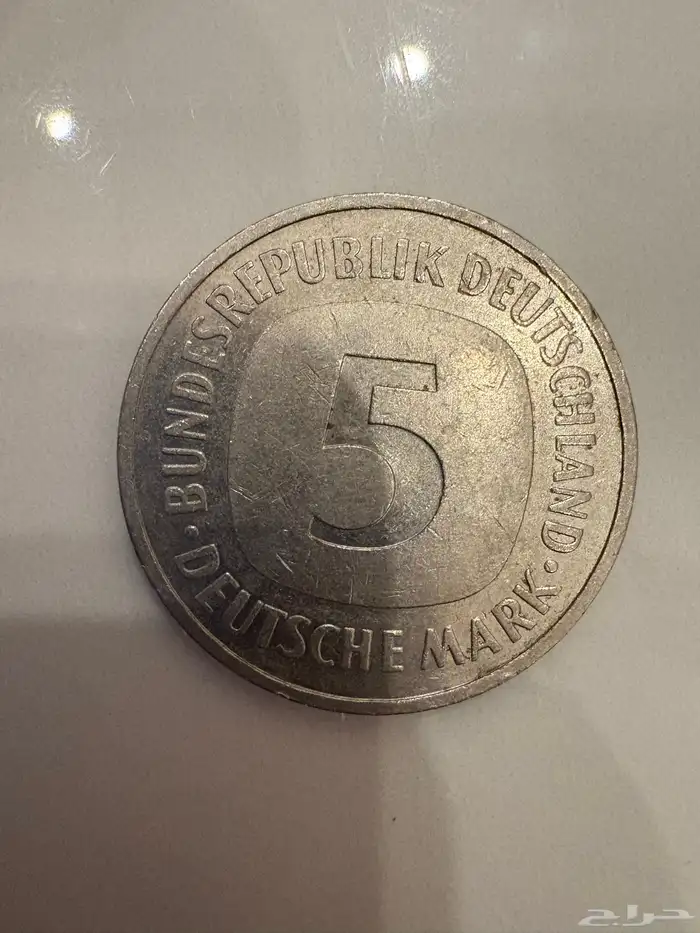 BUNDESREPUBLIK DEUTSCHLAND
5
· DEUTSCHE MARK ·
حراج